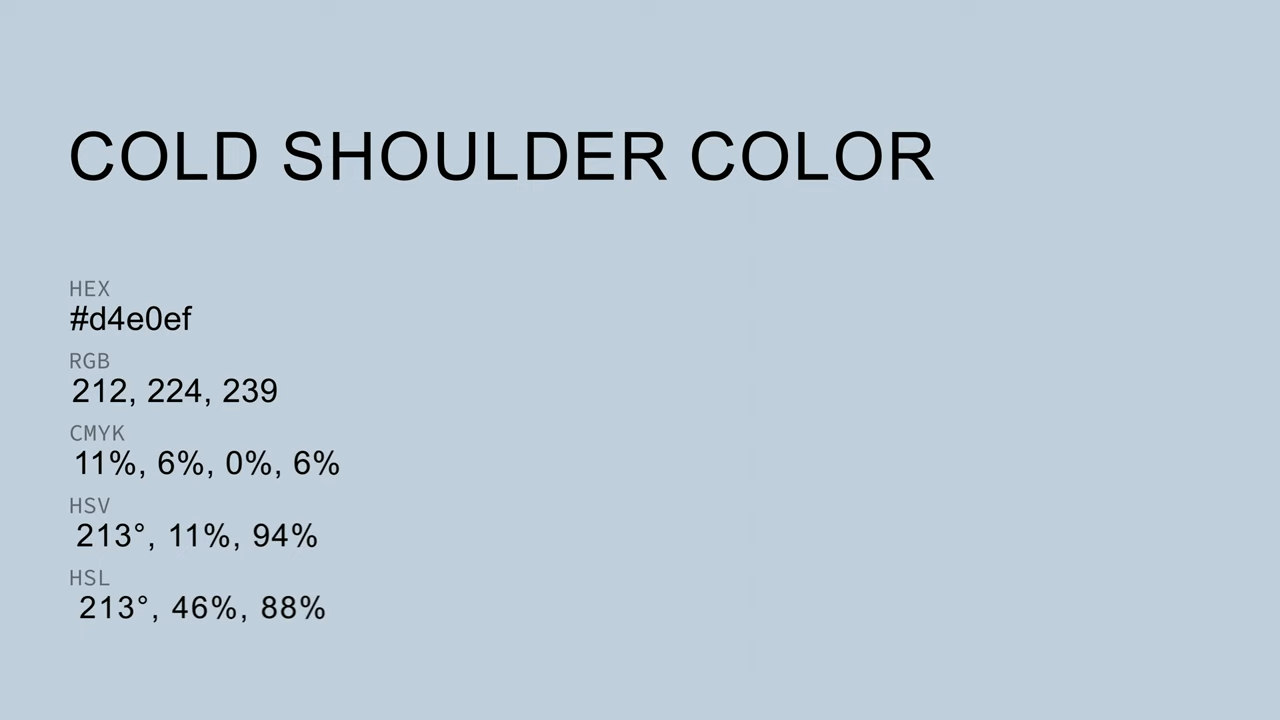 COLD SHOULDER COLOR
HEX
#d4e0ef
RGB
212, 224, 239
CMYK
11%, 6%, 0%, 6%
HSV
213°, 11%, 94%
HSL
213°, 46%, 88%